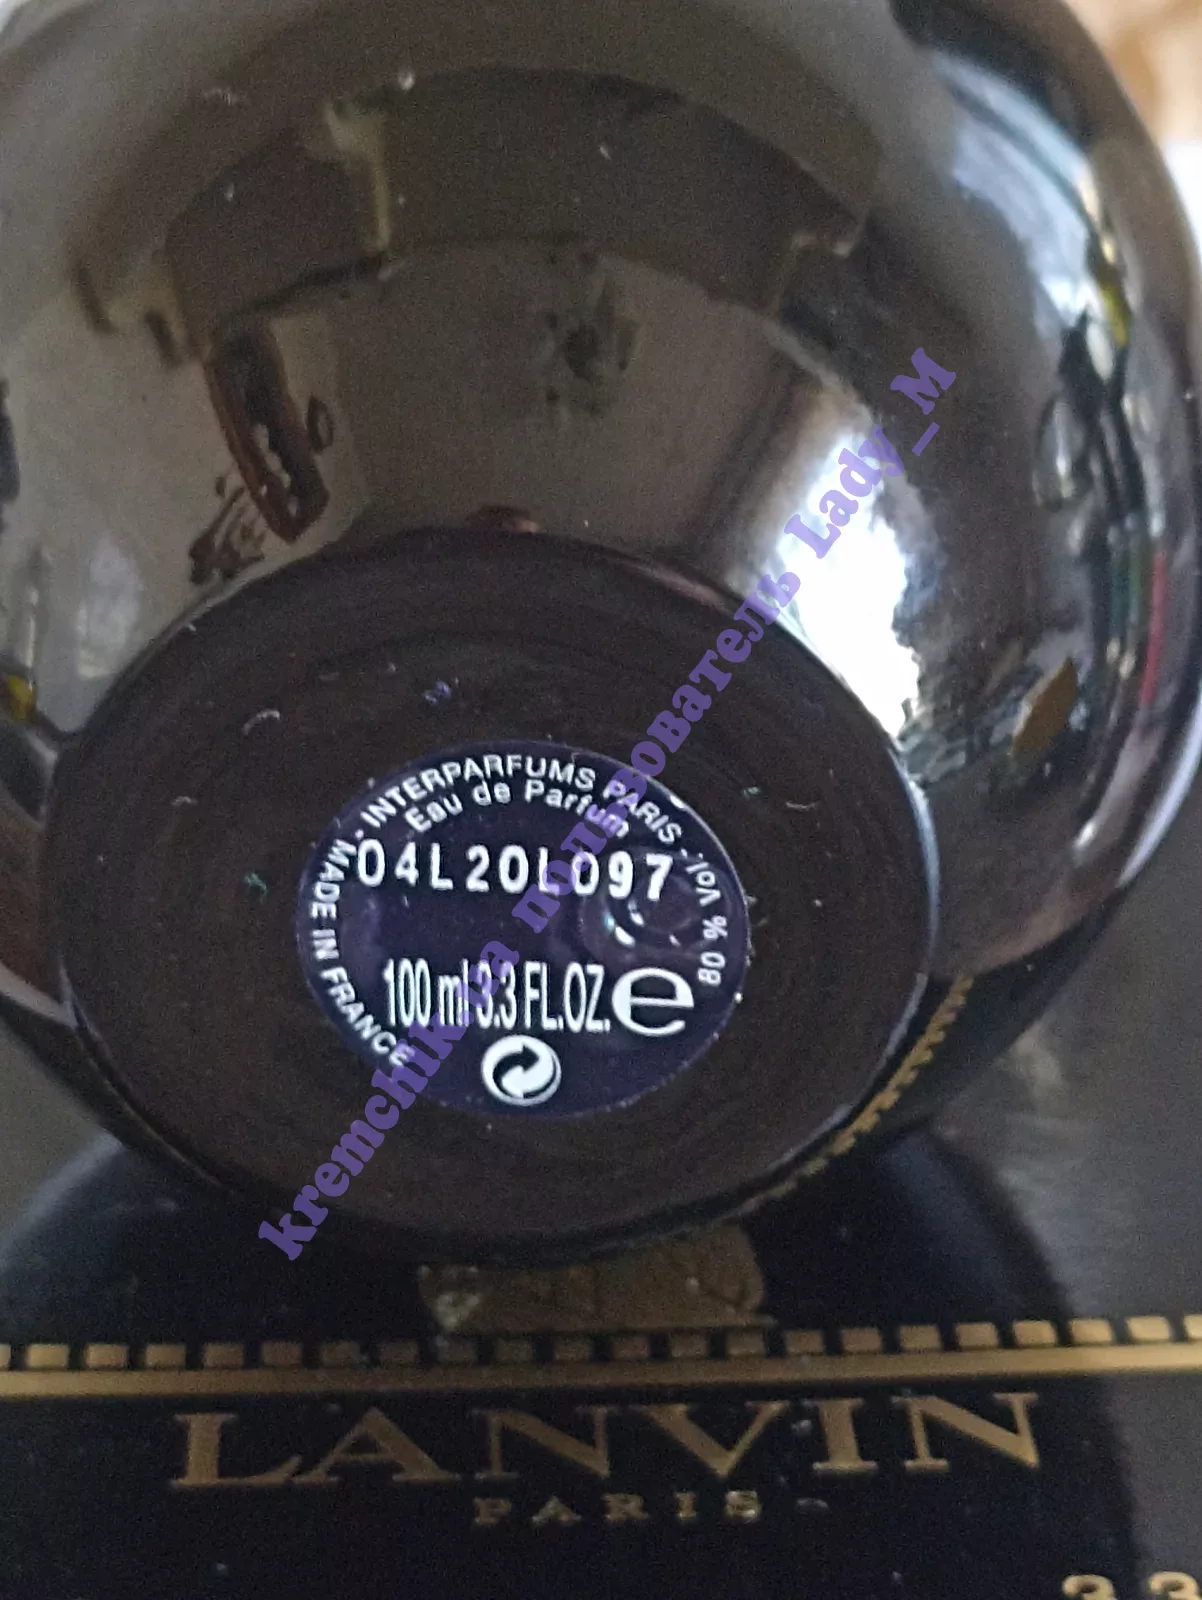 - INTERPARFUMS PARIS -
Eau de Parfum
04L20L097
100 ml 3.3 FL.OZ. e
MADE IN FRANCE
80 % Vol.
LANVIN
PARIS
33
kremchik.ua пользователь Lady_M